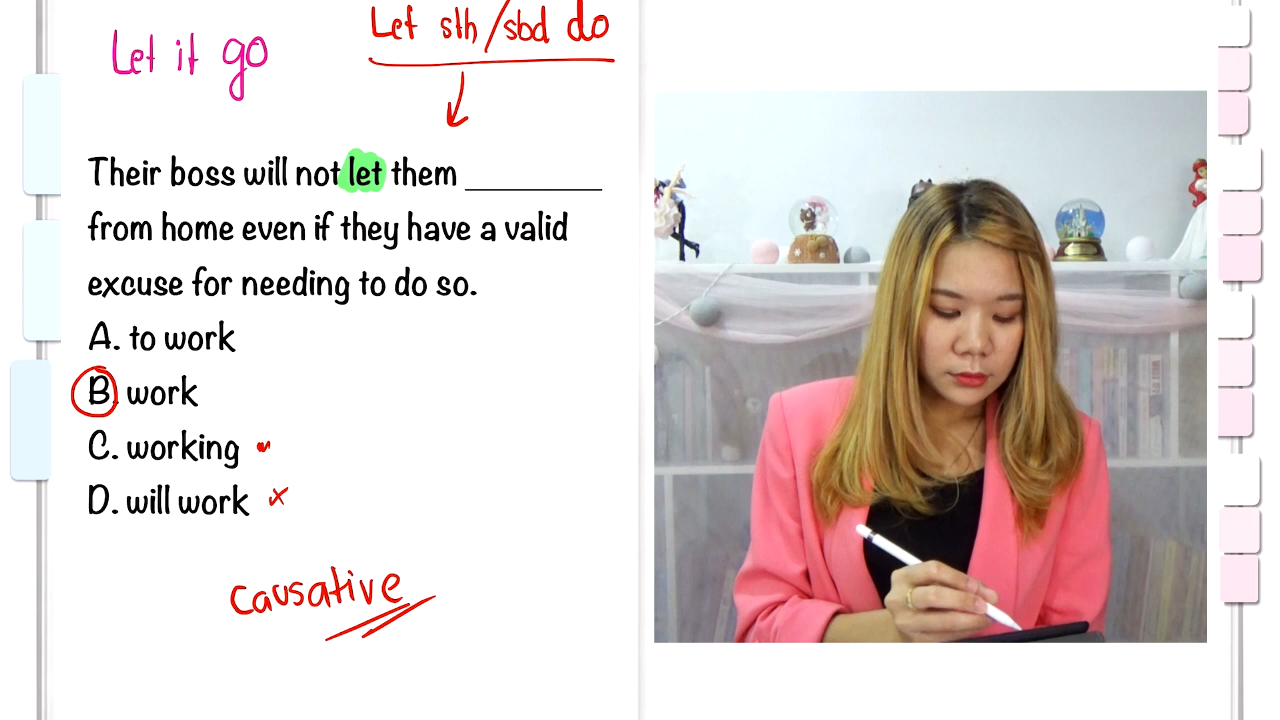 Let it go
Let sth/sbd do
Their boss will not let them __________
from home even if they have a valid
excuse for needing to do so.
A. to work
B. work
C. working
D. will work
causative